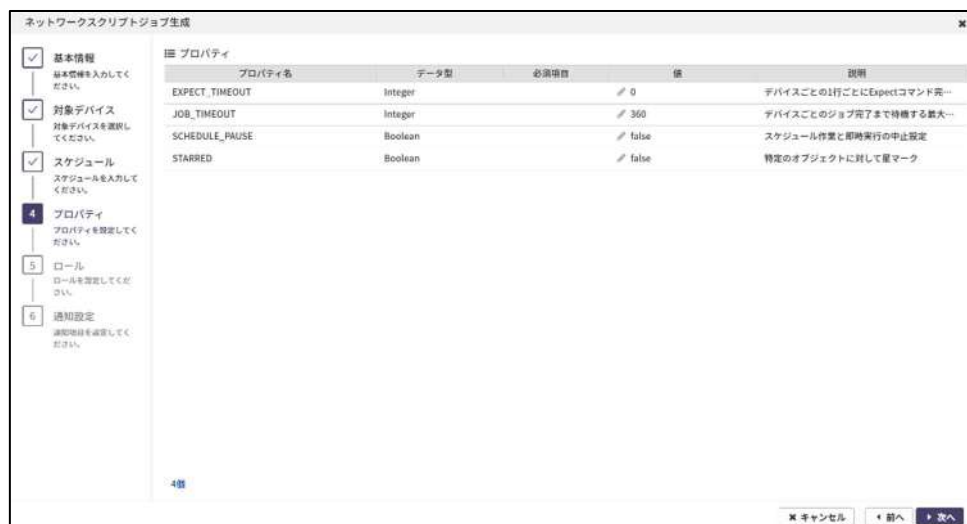 ネットワークスクリプトジョブ生成
基本情報
基本情報を入力してく
ださい。
対象デバイス
対象デバイスを選択し
てください。
スケジュール
スケジュールを入力して
ください。
4 プロパティ
プロパティを設定してく
ださい。
5 ロール
ロールを設定してくだ
さい。
6 通知設定
通知項目を設定してく
ださい。
プロパティ
プロパティ名 データ型 必須項目 値 説明
EXPECT_TIMEOUT Integer 0 デバイスごとの1行ごとにExpectコマンド完…
JOB_TIMEOUT Integer 360 デバイスごとのジョブ完了まで待機する最大…
SCHEDULE_PAUSE Boolean false スケジュール作業と即時実行の中止設定
STARRED Boolean false 特定のオブジェクトに対して星マーク
4個
キャンセル 前へ 次へ